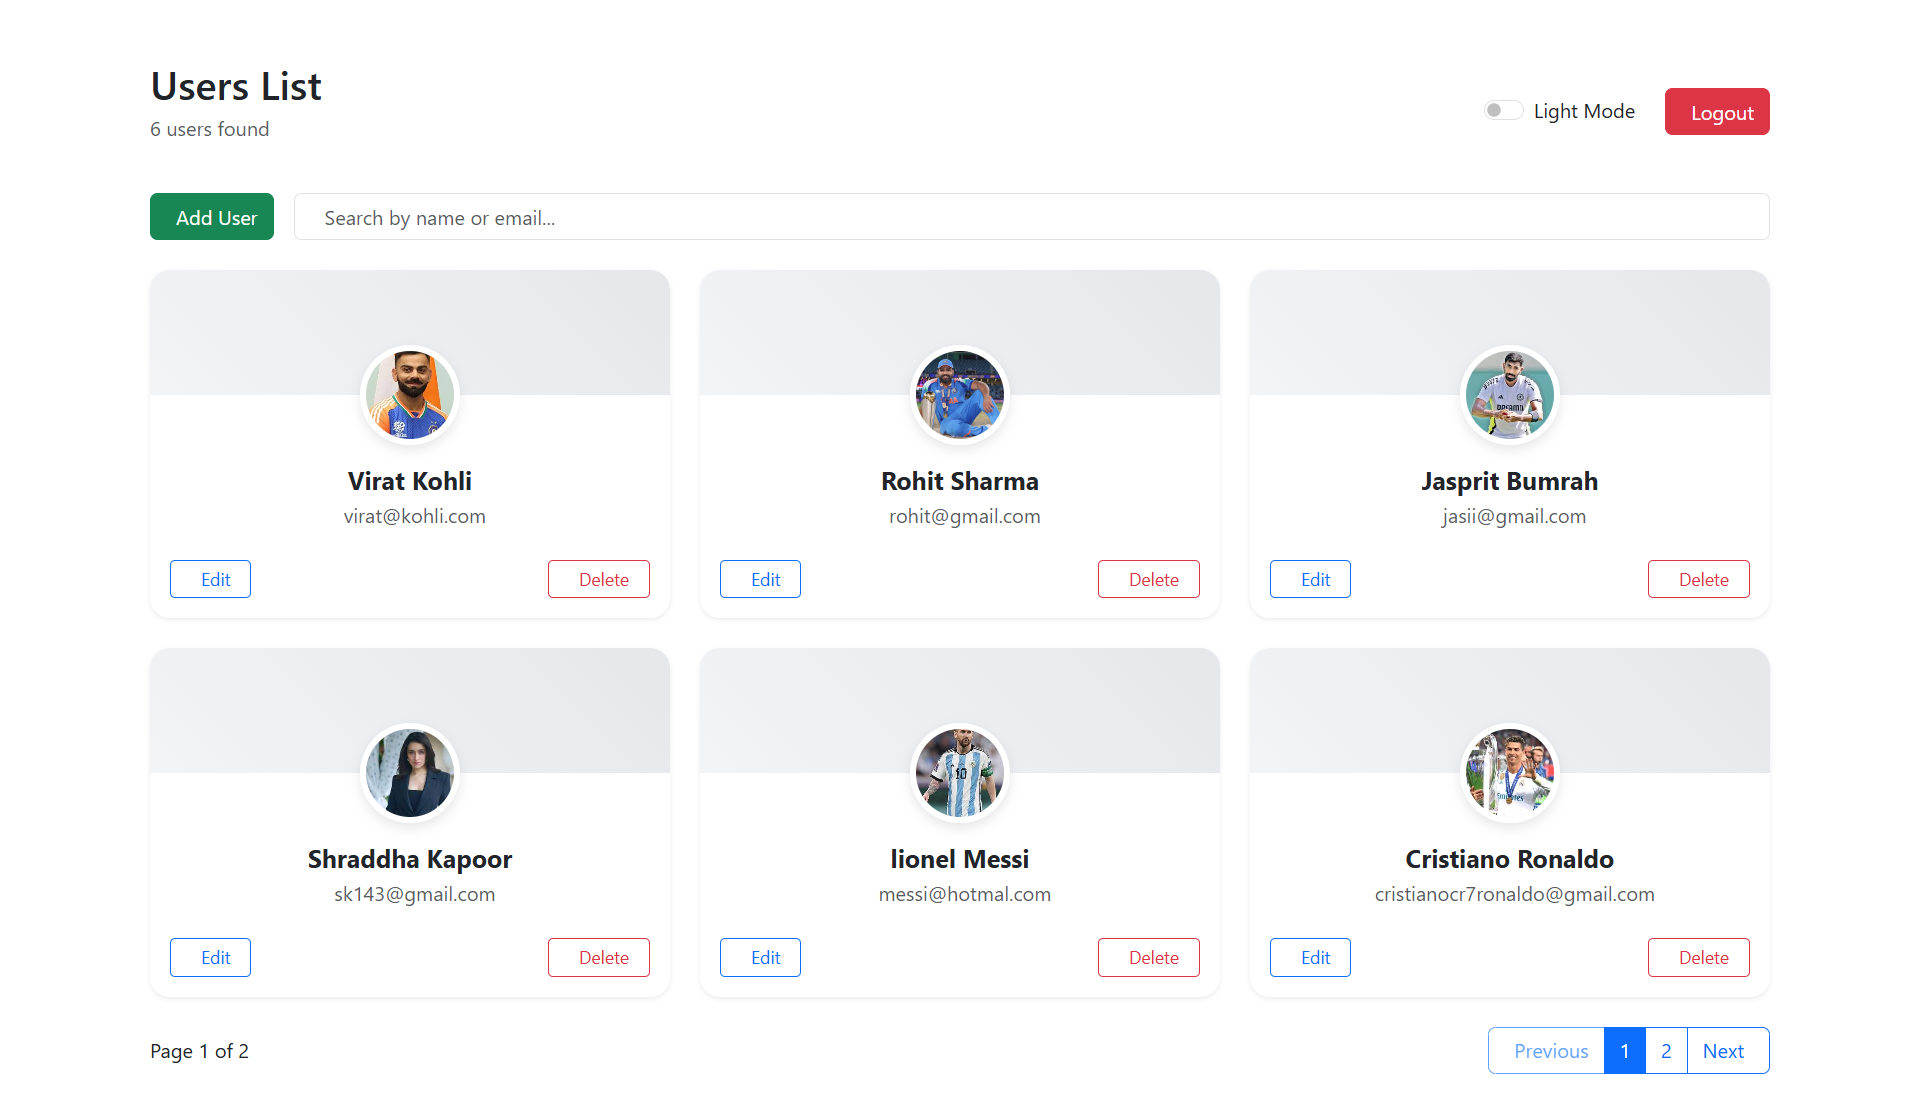 Users List
6 users found
Light Mode
Logout
Add User
Search by name or email...
Virat Kohli
virat@kohli.com
Edit
Delete
Rohit Sharma
rohit@gmail.com
Edit
Delete
Jasprit Bumrah
jasii@gmail.com
Edit
Delete
Shraddha Kapoor
sk143@gmail.com
Edit
Delete
10
lionel Messi
messi@hotmal.com
Edit
Delete
Cristiano Ronaldo
cristianocr7ronaldo@gmail.com
Edit
Delete
Page 1 of 2
Previous
1
2
Next